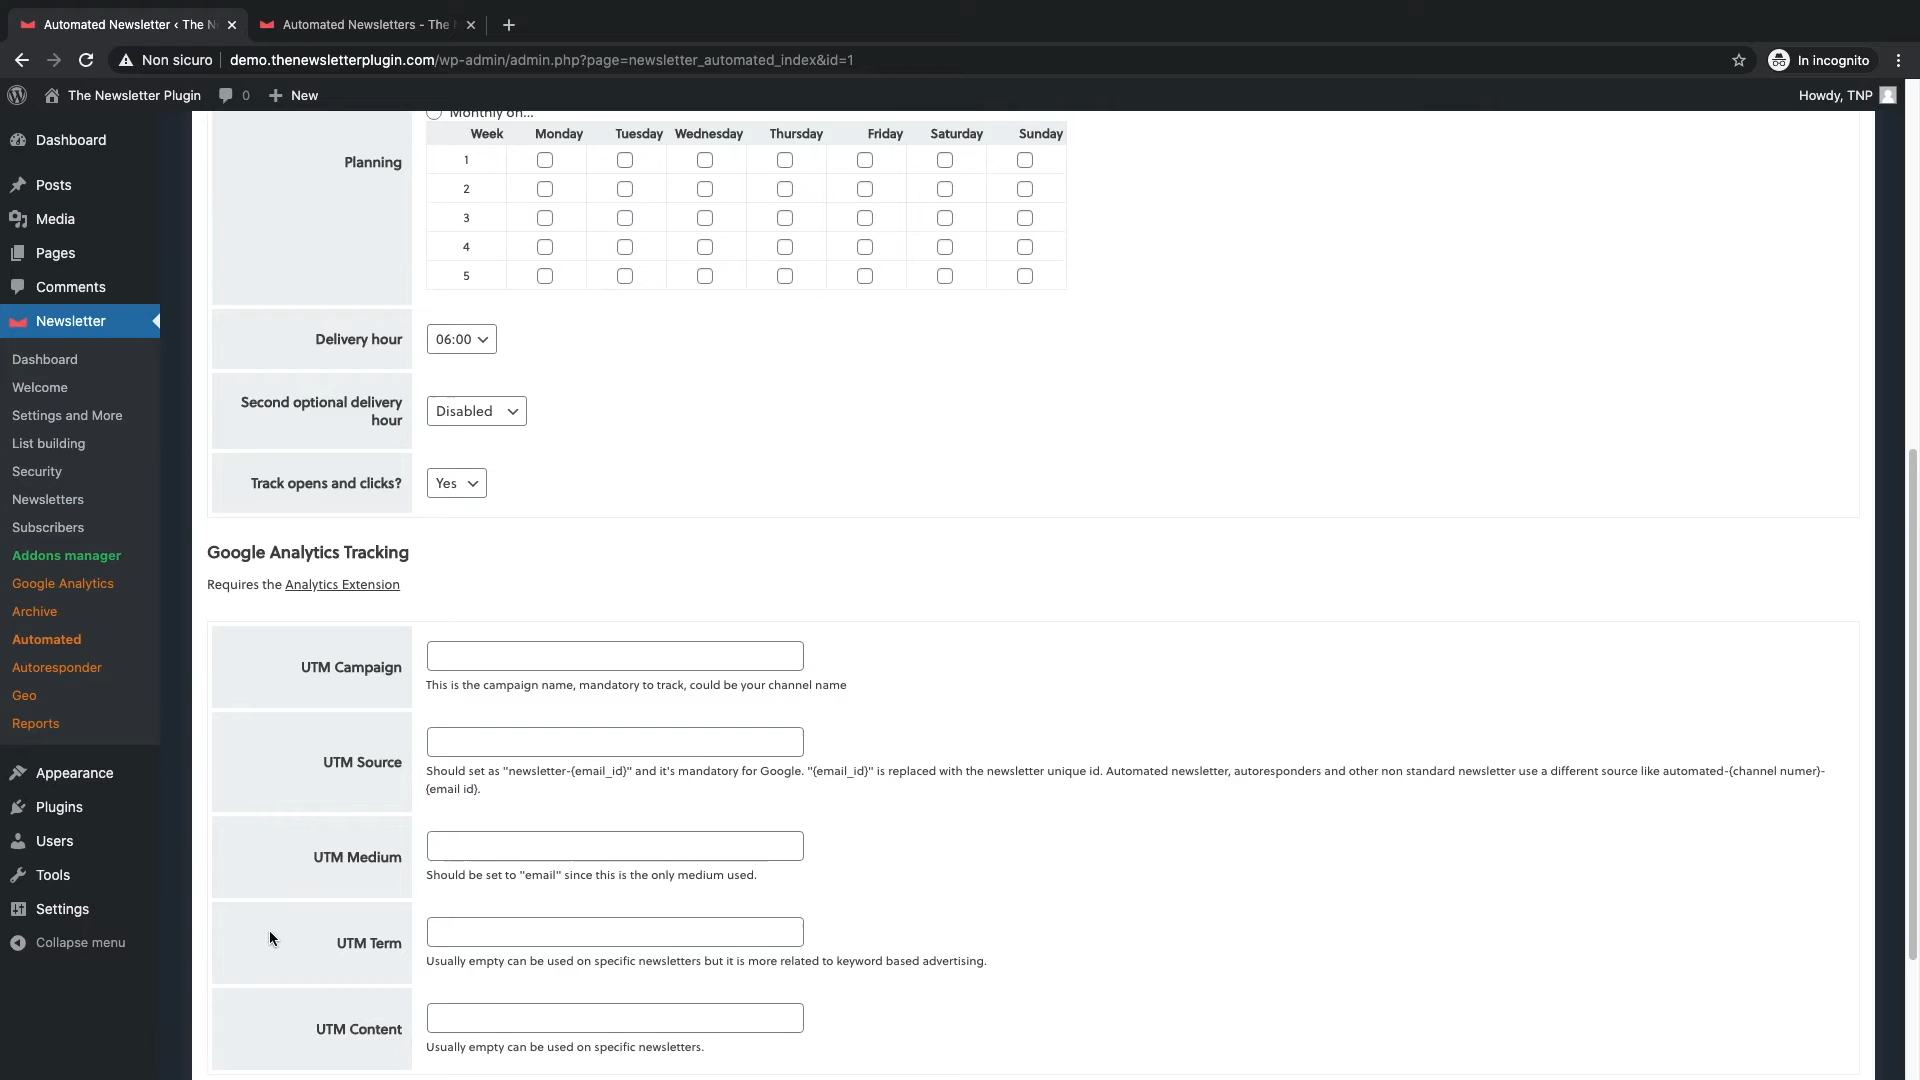 Automated Newsletter ‹ The N
Automated Newsletters - The
Non sicuro
demo.thenewsletterplugin.com/wp-admin/admin.php?page=newsletter_automated_index&id=1
In incognito
The Newsletter Plugin
0
New
Howdy, TNP
Dashboard
Posts
Media
Pages
Comments
Newsletter
Dashboard
Welcome
Settings and More
List building
Security
Newsletters
Subscribers
Addons manager
Google Analytics
Archive
Automated
Autoresponder
Geo
Reports
Appearance
Plugins
Users
Tools
Settings
Collapse menu
Monthly on...
Planning
Week Monday Tuesday Wednesday Thursday Friday Saturday Sunday
1
2
3
4
5
Delivery hour
06:00
Second optional delivery
hour
Disabled
Track opens and clicks?
Yes
Google Analytics Tracking
Requires the Analytics Extension
UTM Campaign
This is the campaign name, mandatory to track, could be your channel name
UTM Source
Should set as "newsletter-{email_id}" and it's mandatory for Google. "{email_id}" is replaced with the newsletter unique id. Automated newsletter, autoresponders and other non standard newsletter use a different source like automated-{channel numer}-
{email id}.
UTM Medium
Should be set to "email" since this is the only medium used.
UTM Term
Usually empty can be used on specific newsletters but it is more related to keyword based advertising.
UTM Content
Usually empty can be used on specific newsletters.